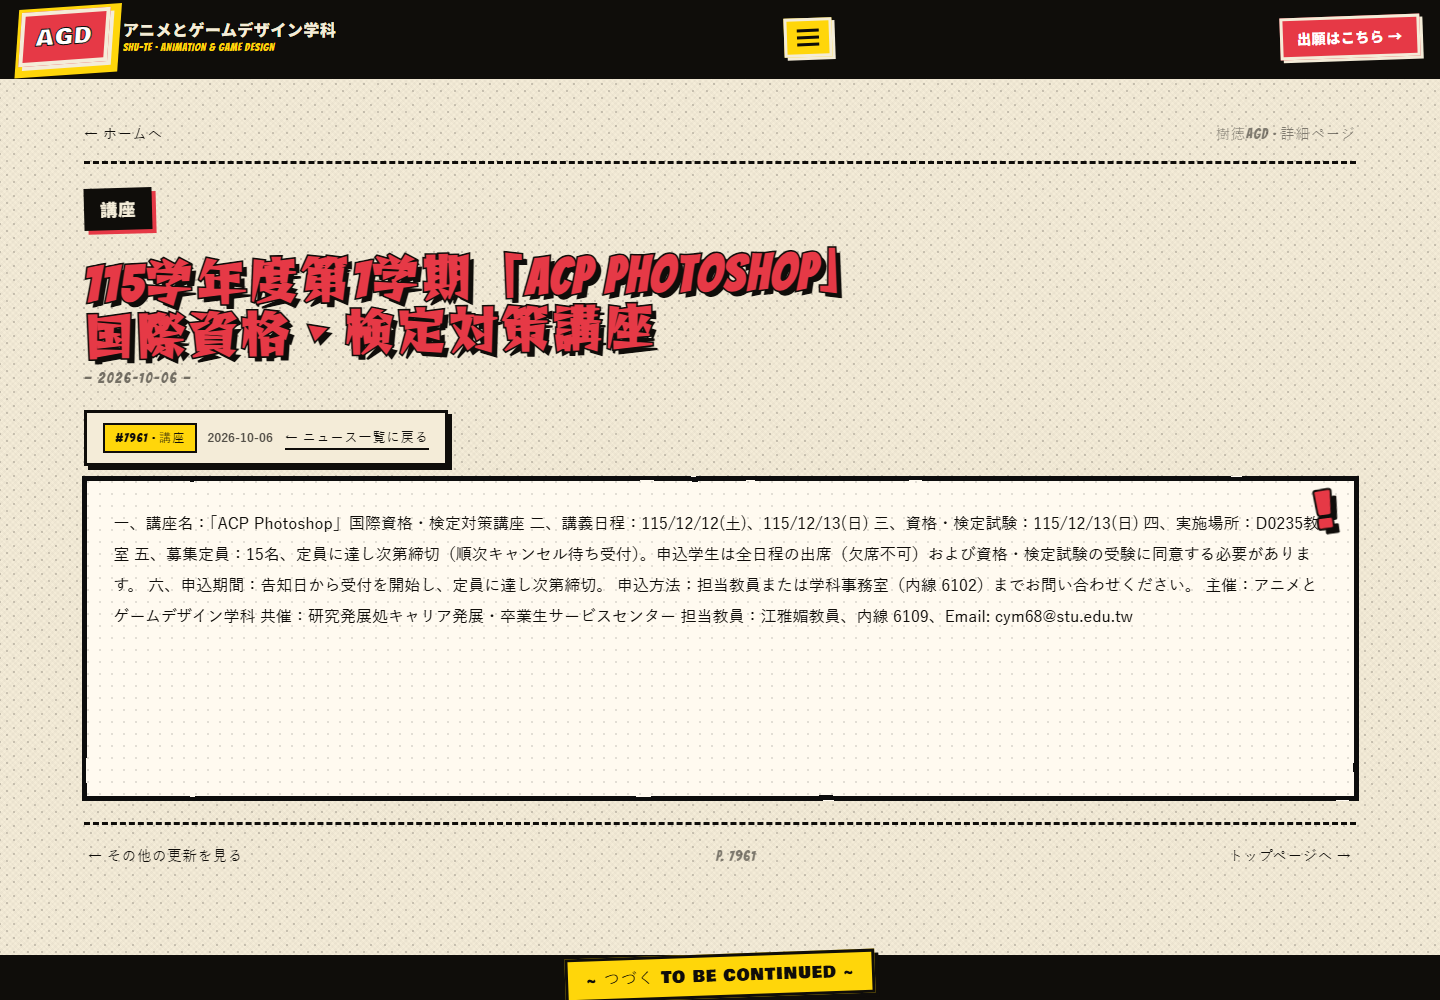 AGD
アニメとゲームデザイン学科
SHU-TE · ANIMATION & GAME DESIGN
出願はこちら →
← ホームへ
樹徳AGD · 詳細ページ
講座
115学年度第1学期「ACP PHOTOSHOP」
国際資格・検定対策講座
— 2026-10-06 —
#7961 · 講座
2026-10-06
← ニュース一覧に戻る
一、講座名：「ACP Photoshop」国際資格・検定対策講座 二、講義日程：115/12/12(土)、115/12/13(日) 三、資格・検定試験：115/12/13(日) 四、実施場所：D0235教
室 五、募集定員：15名、定員に達し次第締切（順次キャンセル待ち受付）。申込学生は全日程の出席（欠席不可）および資格・検定試験の受験に同意する必要がありま
す。 六、申込期間：告知日から受付を開始し、定員に達し次第締切。 申込方法：担当教員または学科事務室（内線 6102）までお問い合わせください。 主催：アニメと
ゲームデザイン学科 共催：研究発展処キャリア発展・卒業生サービスセンター 担当教員：江雅媚教員、内線 6109、Email: cym68@stu.edu.tw
!
← その他の更新を見る
P. 7961
トップページへ →
~ つづく TO BE CONTINUED ~